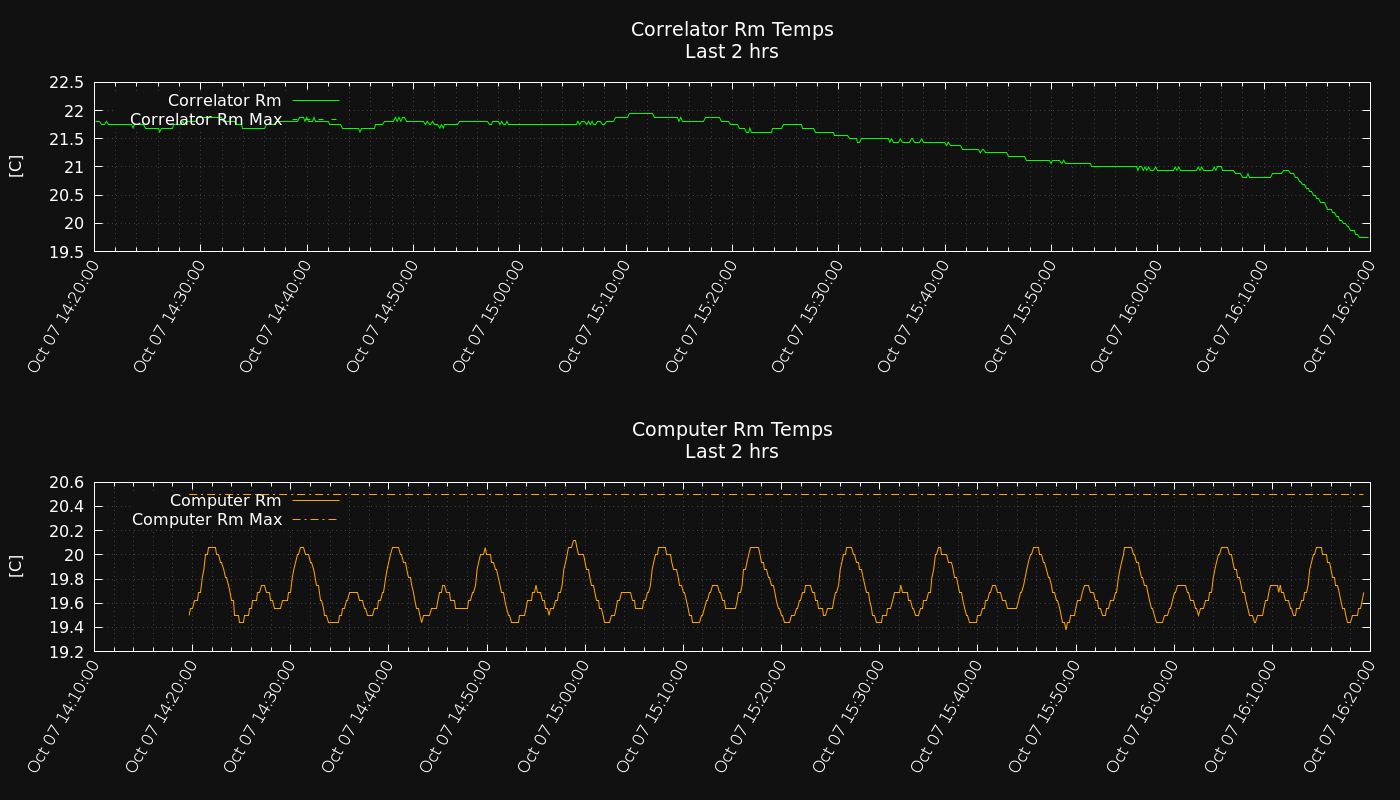 Correlator Rm Temps
Last 2 hrs
Correlator Rm
Correlator Rm Max
[C]
22.5
22
21.5
21
20.5
20
19.5
Oct 07 14:20:00
Oct 07 14:30:00
Oct 07 14:40:00
Oct 07 14:50:00
Oct 07 15:00:00
Oct 07 15:10:00
Oct 07 15:20:00
Oct 07 15:30:00
Oct 07 15:40:00
Oct 07 15:50:00
Oct 07 16:00:00
Oct 07 16:10:00
Oct 07 16:20:00
Computer Rm Temps
Last 2 hrs
Computer Rm
Computer Rm Max
[C]
20.6
20.4
20.2
20
19.8
19.6
19.4
19.2
Oct 07 14:10:00
Oct 07 14:20:00
Oct 07 14:30:00
Oct 07 14:40:00
Oct 07 14:50:00
Oct 07 15:00:00
Oct 07 15:10:00
Oct 07 15:20:00
Oct 07 15:30:00
Oct 07 15:40:00
Oct 07 15:50:00
Oct 07 16:00:00
Oct 07 16:10:00
Oct 07 16:20:00